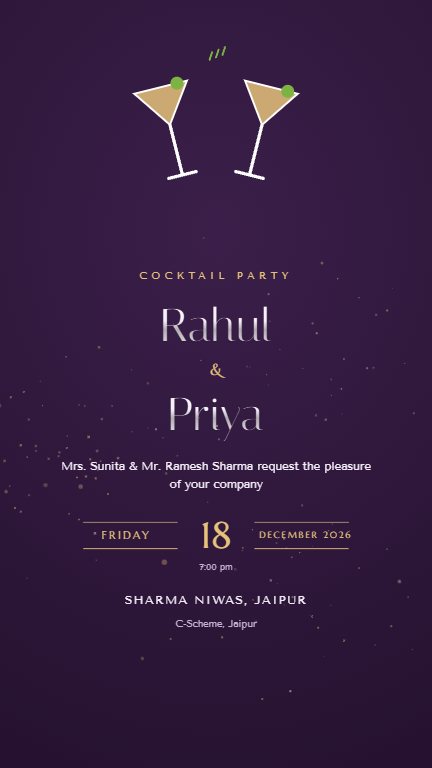 COCKTAIL PARTY
Rahul
&
Priya
Mrs. Sunita & Mr. Ramesh Sharma request the pleasure
of your company
FRIDAY 18 DECEMBER 2026
7:00 pm
SHARMA NIWAS, JAIPUR
C-Scheme, Jaipur